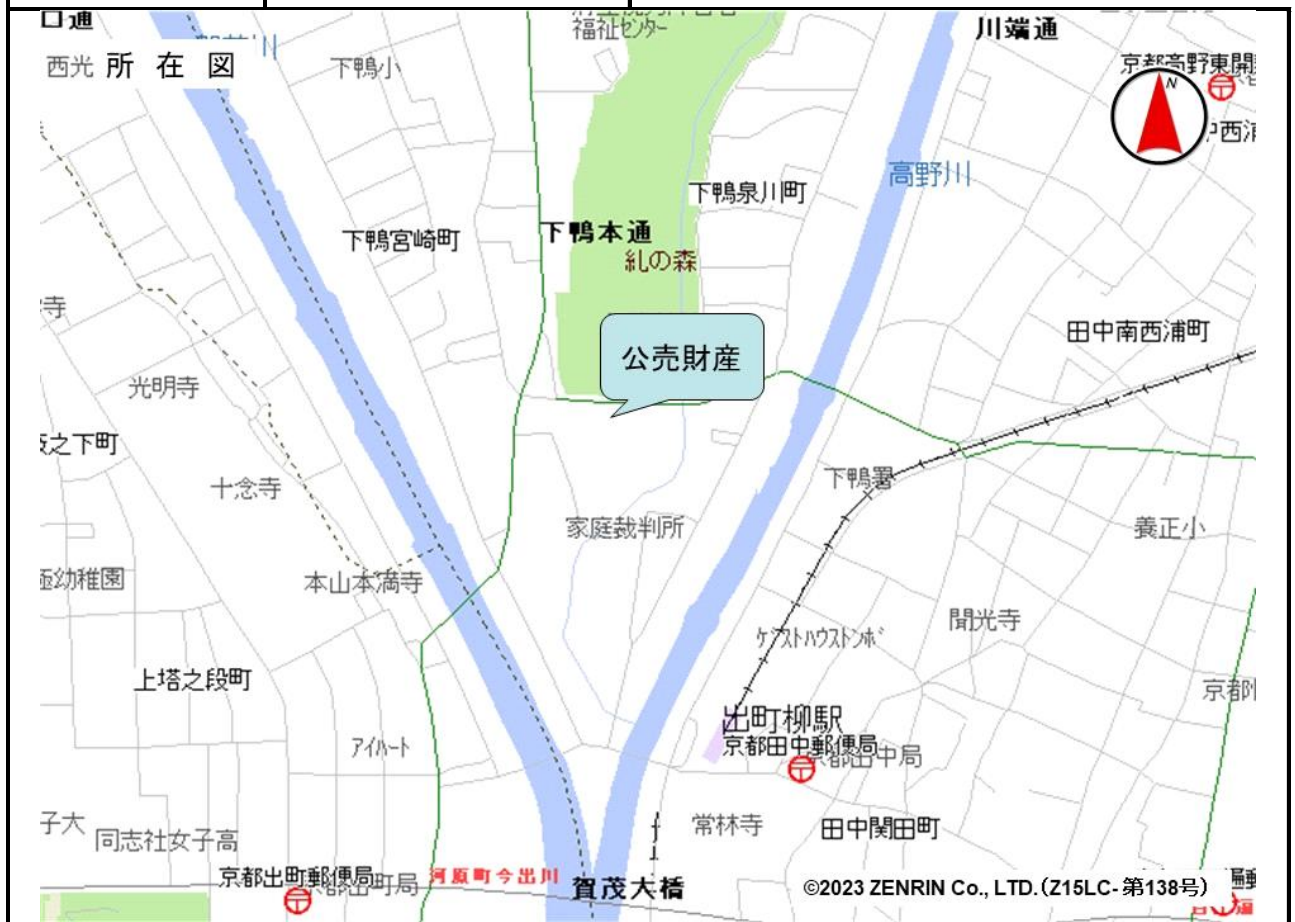 口通
福祉センター
川端通
西光
所在図
下鴨小
京都高野東開
N
下鴨泉川町
高野川
下鴨宮崎町
下鴨本通
糺の森
寺
田中南西浦町
公売財産
光明寺
之下町
下鴨署
十念寺
家庭裁判所
養正小
幼稚園
本山本満寺
聞光寺
ゲストハウストンボ
上塔之段町
京都
出町柳駅
アイハート
京都田中郵便局
子大
同志社女子高
常林寺
田中関田町
京都出町郵便局
河原町今出川
賀茂大橋
©2023 ZENRIN Co., LTD.（Z15LC-第138号）